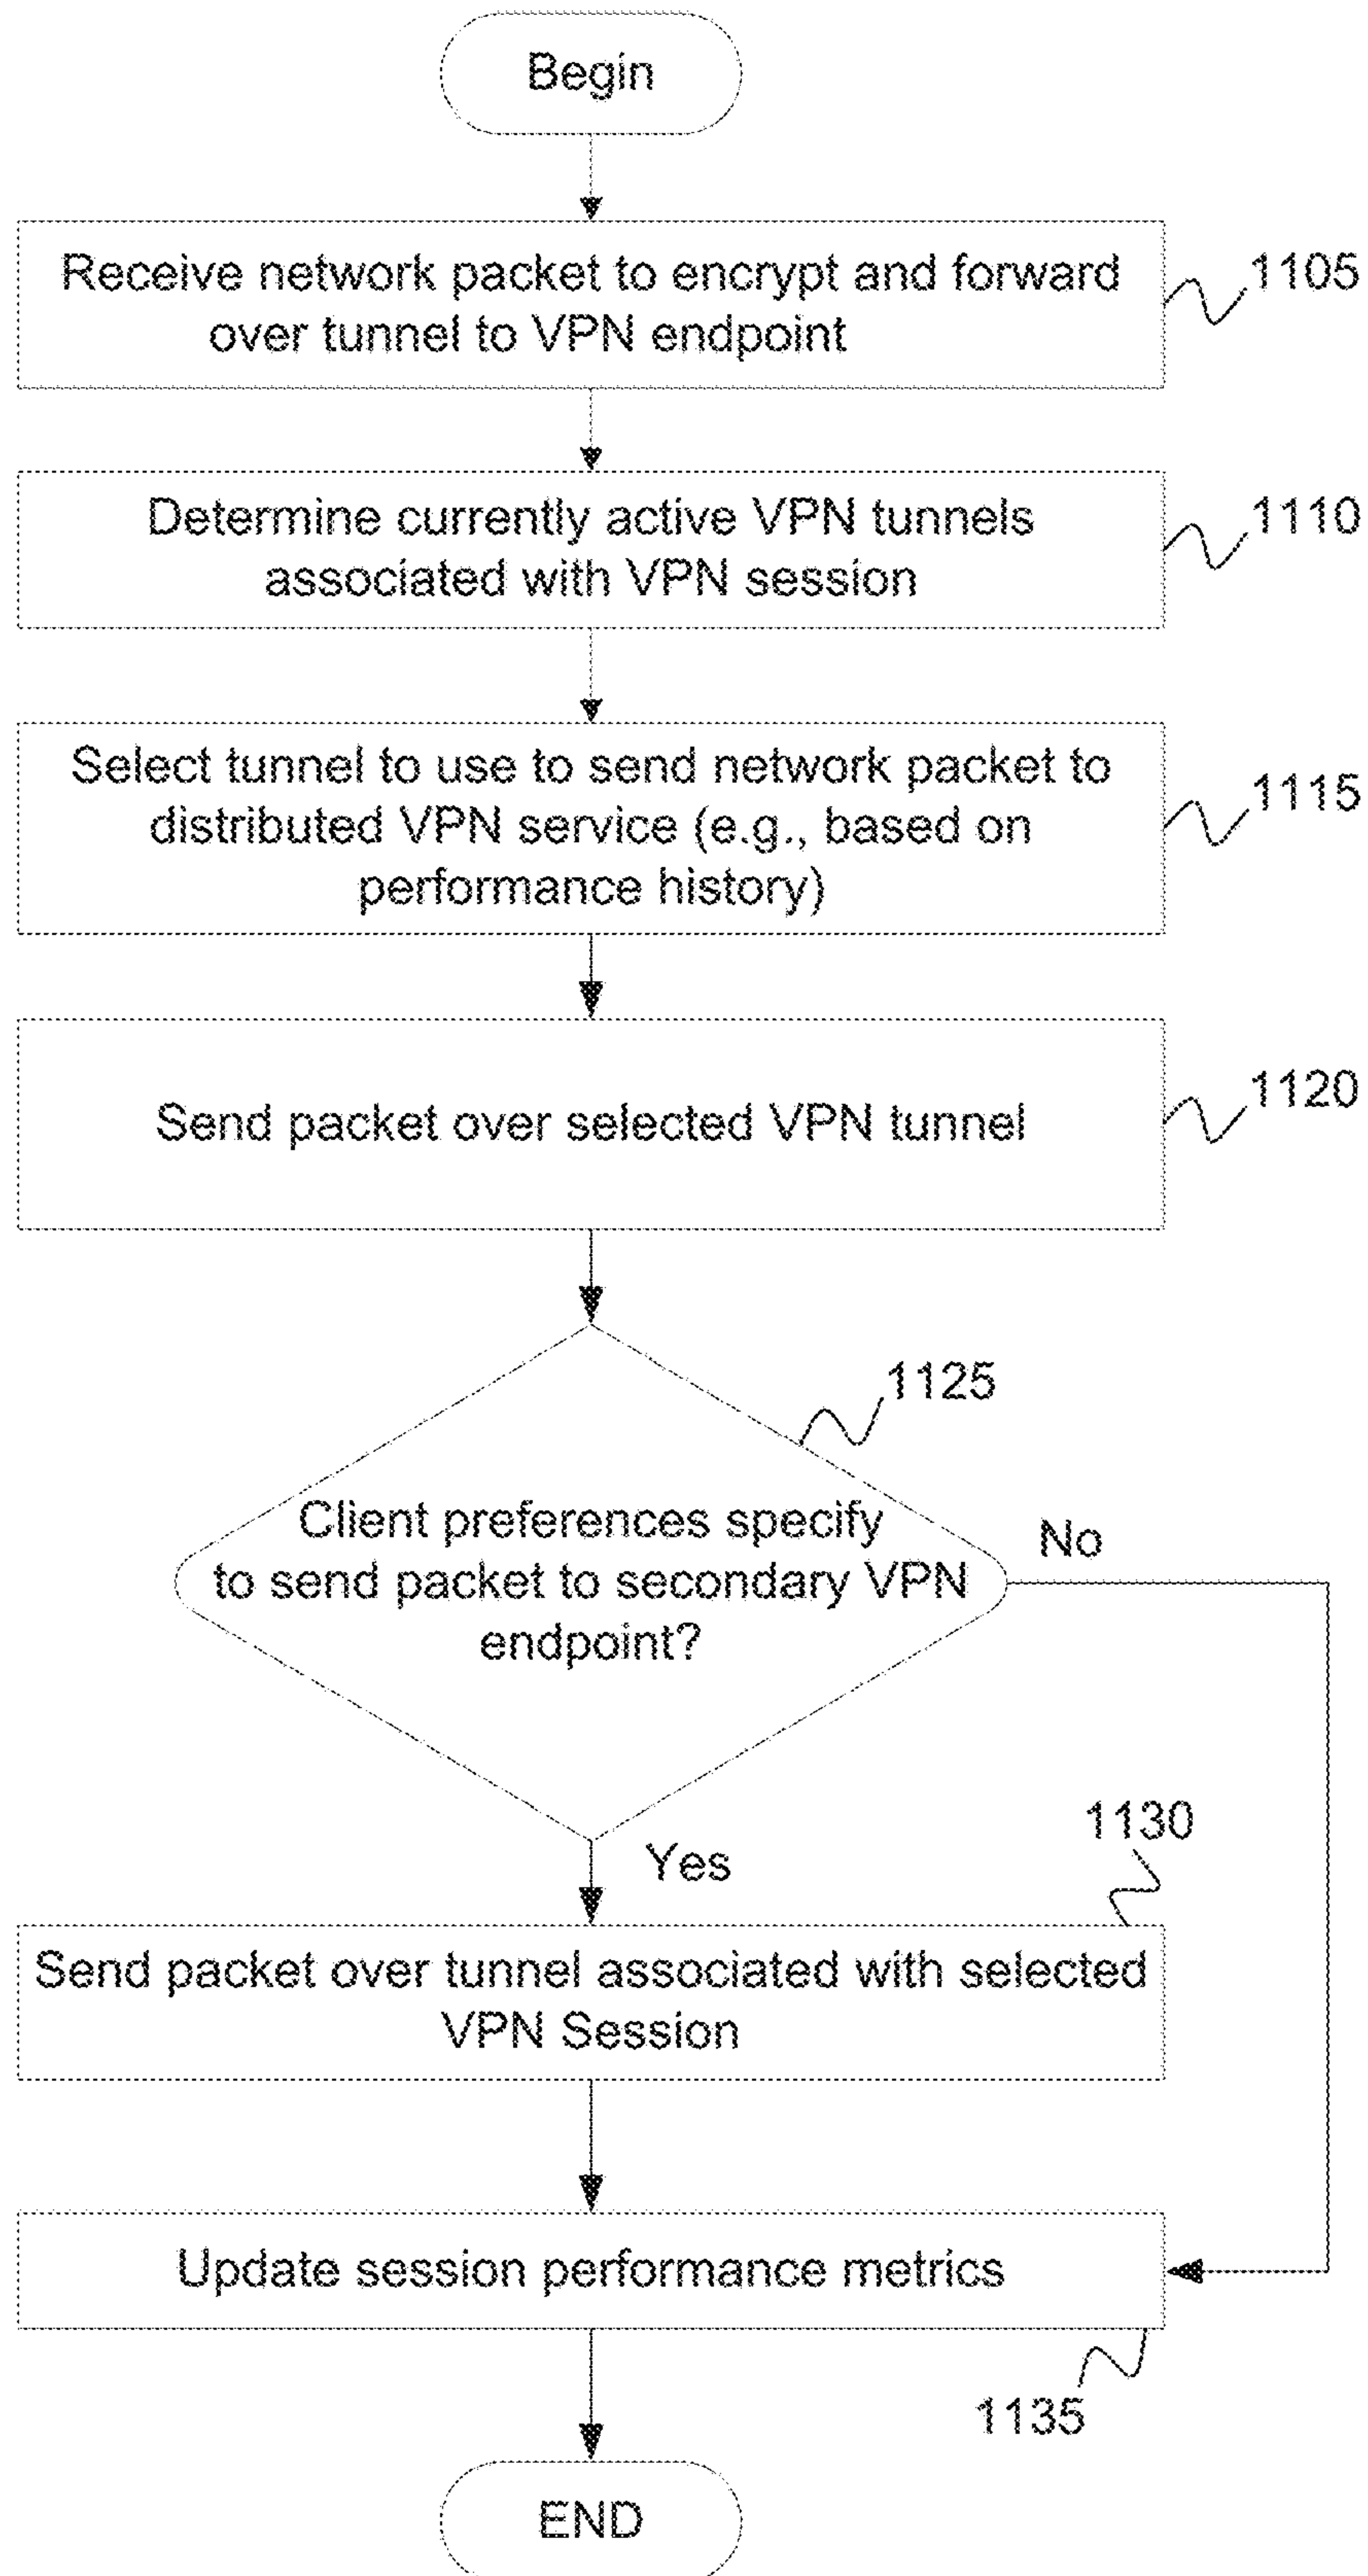 Begin
Receive network packet to encrypt and forward
over tunnel to VPN endpoint
1105
Determine currently active VPN tunnels
associated with VPN session
1110
Select tunnel to use to send network packet to
distributed VPN service (e.g., based on
performance history)
1115
Send packet over selected VPN tunnel
1120
1125
Client preferences specify
to send packet to secondary VPN
endpoint?
No
Yes
1130
Send packet over tunnel associated with selected
VPN Session
Update session performance metrics
1135
END